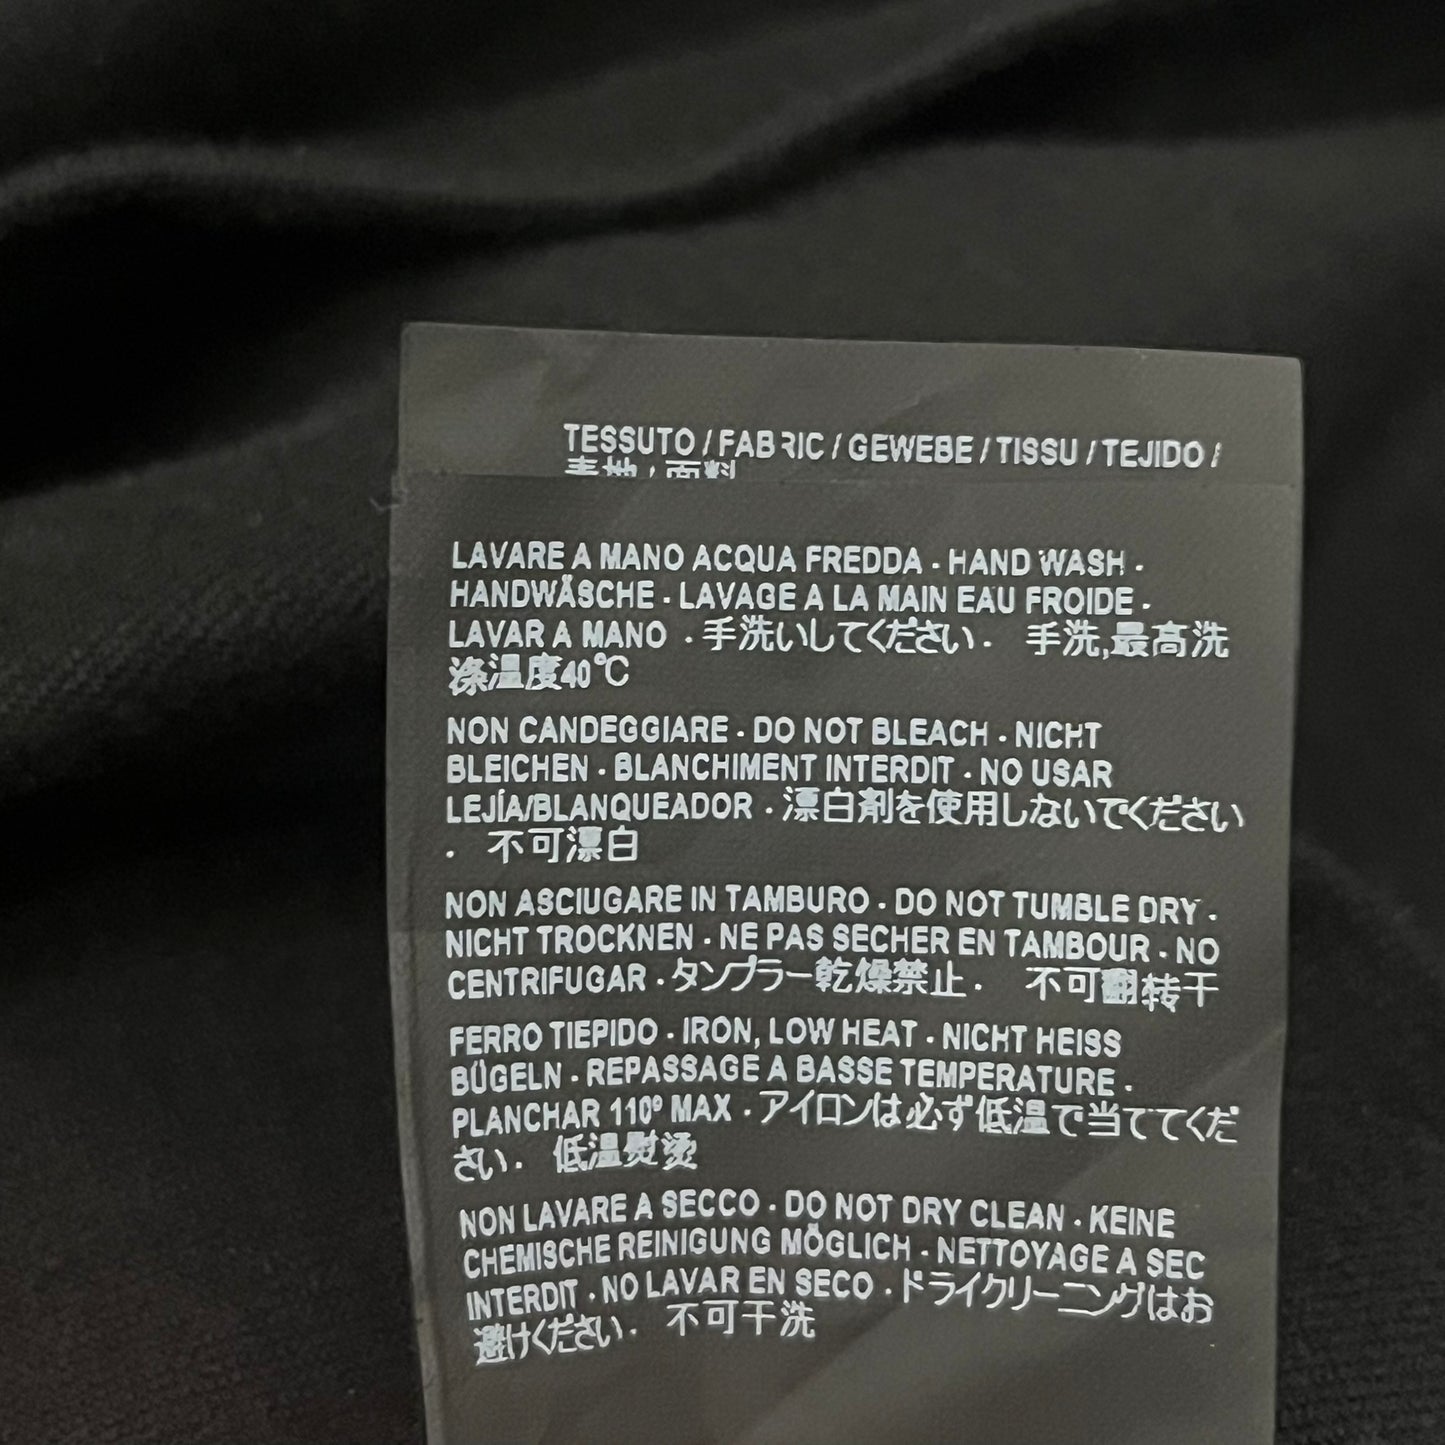 TESSUTO / FABRIC / GEWEBE / TISSU / TEJIDO /
表地 / 面料
LAVARE A MANO ACQUA FREDDA - HAND WASH -
HANDWÄSCHE - LAVAGE A LA MAIN EAU FROIDE -
LAVAR A MANO - 手洗いしてください - 手洗,最高洗
涤温度40℃
NON CANDEGGIARE - DO NOT BLEACH - NICHT
BLEICHEN - BLANCHIMENT INTERDIT - NO USAR
LEJÍA/BLANQUEADOR - 漂白剤を使用しないでください
- 不可漂白
NON ASCIUGARE IN TAMBURO - DO NOT TUMBLE DRY -
NICHT TROCKNEN - NE PAS SECHER EN TAMBOUR - NO
CENTRIFUGAR - タンブラー乾燥禁止 - 不可翻转干
FERRO TIEPIDO - IRON, LOW HEAT - NICHT HEISS
BÜGELN - REPASSAGE A BASSE TEMPERATURE -
PLANCHAR 110º MAX - アイロンは必ず低温で当ててくだ
さい - 低温熨烫
NON LAVARE A SECCO - DO NOT DRY CLEAN - KEINE
CHEMISCHE REINIGUNG MÖGLICH - NETTOYAGE A SEC
INTERDIT - NO LAVAR EN SECO - ドライクリーニングはお
避けください - 不可干洗